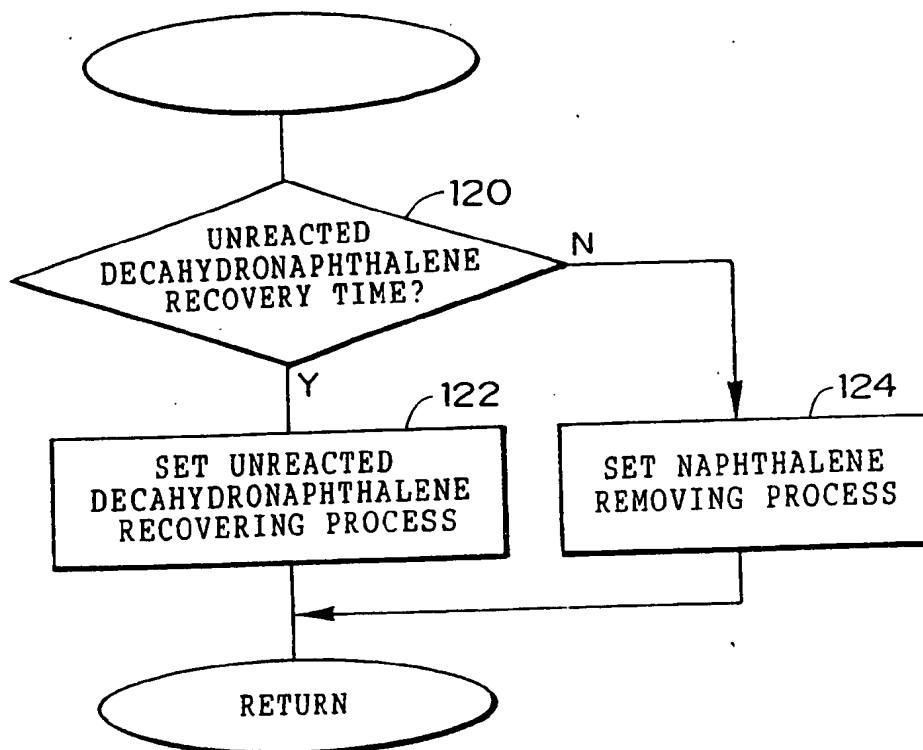 120
UNREACTED
DECAHYDRONAPHTHALENE
RECOVERY TIME?
N
Y
122
SET UNREACTED
DECAHYDRONAPHTHALENE
RECOVERING PROCESS
124
SET NAPHTHALENE
REMOVING PROCESS
RETURN